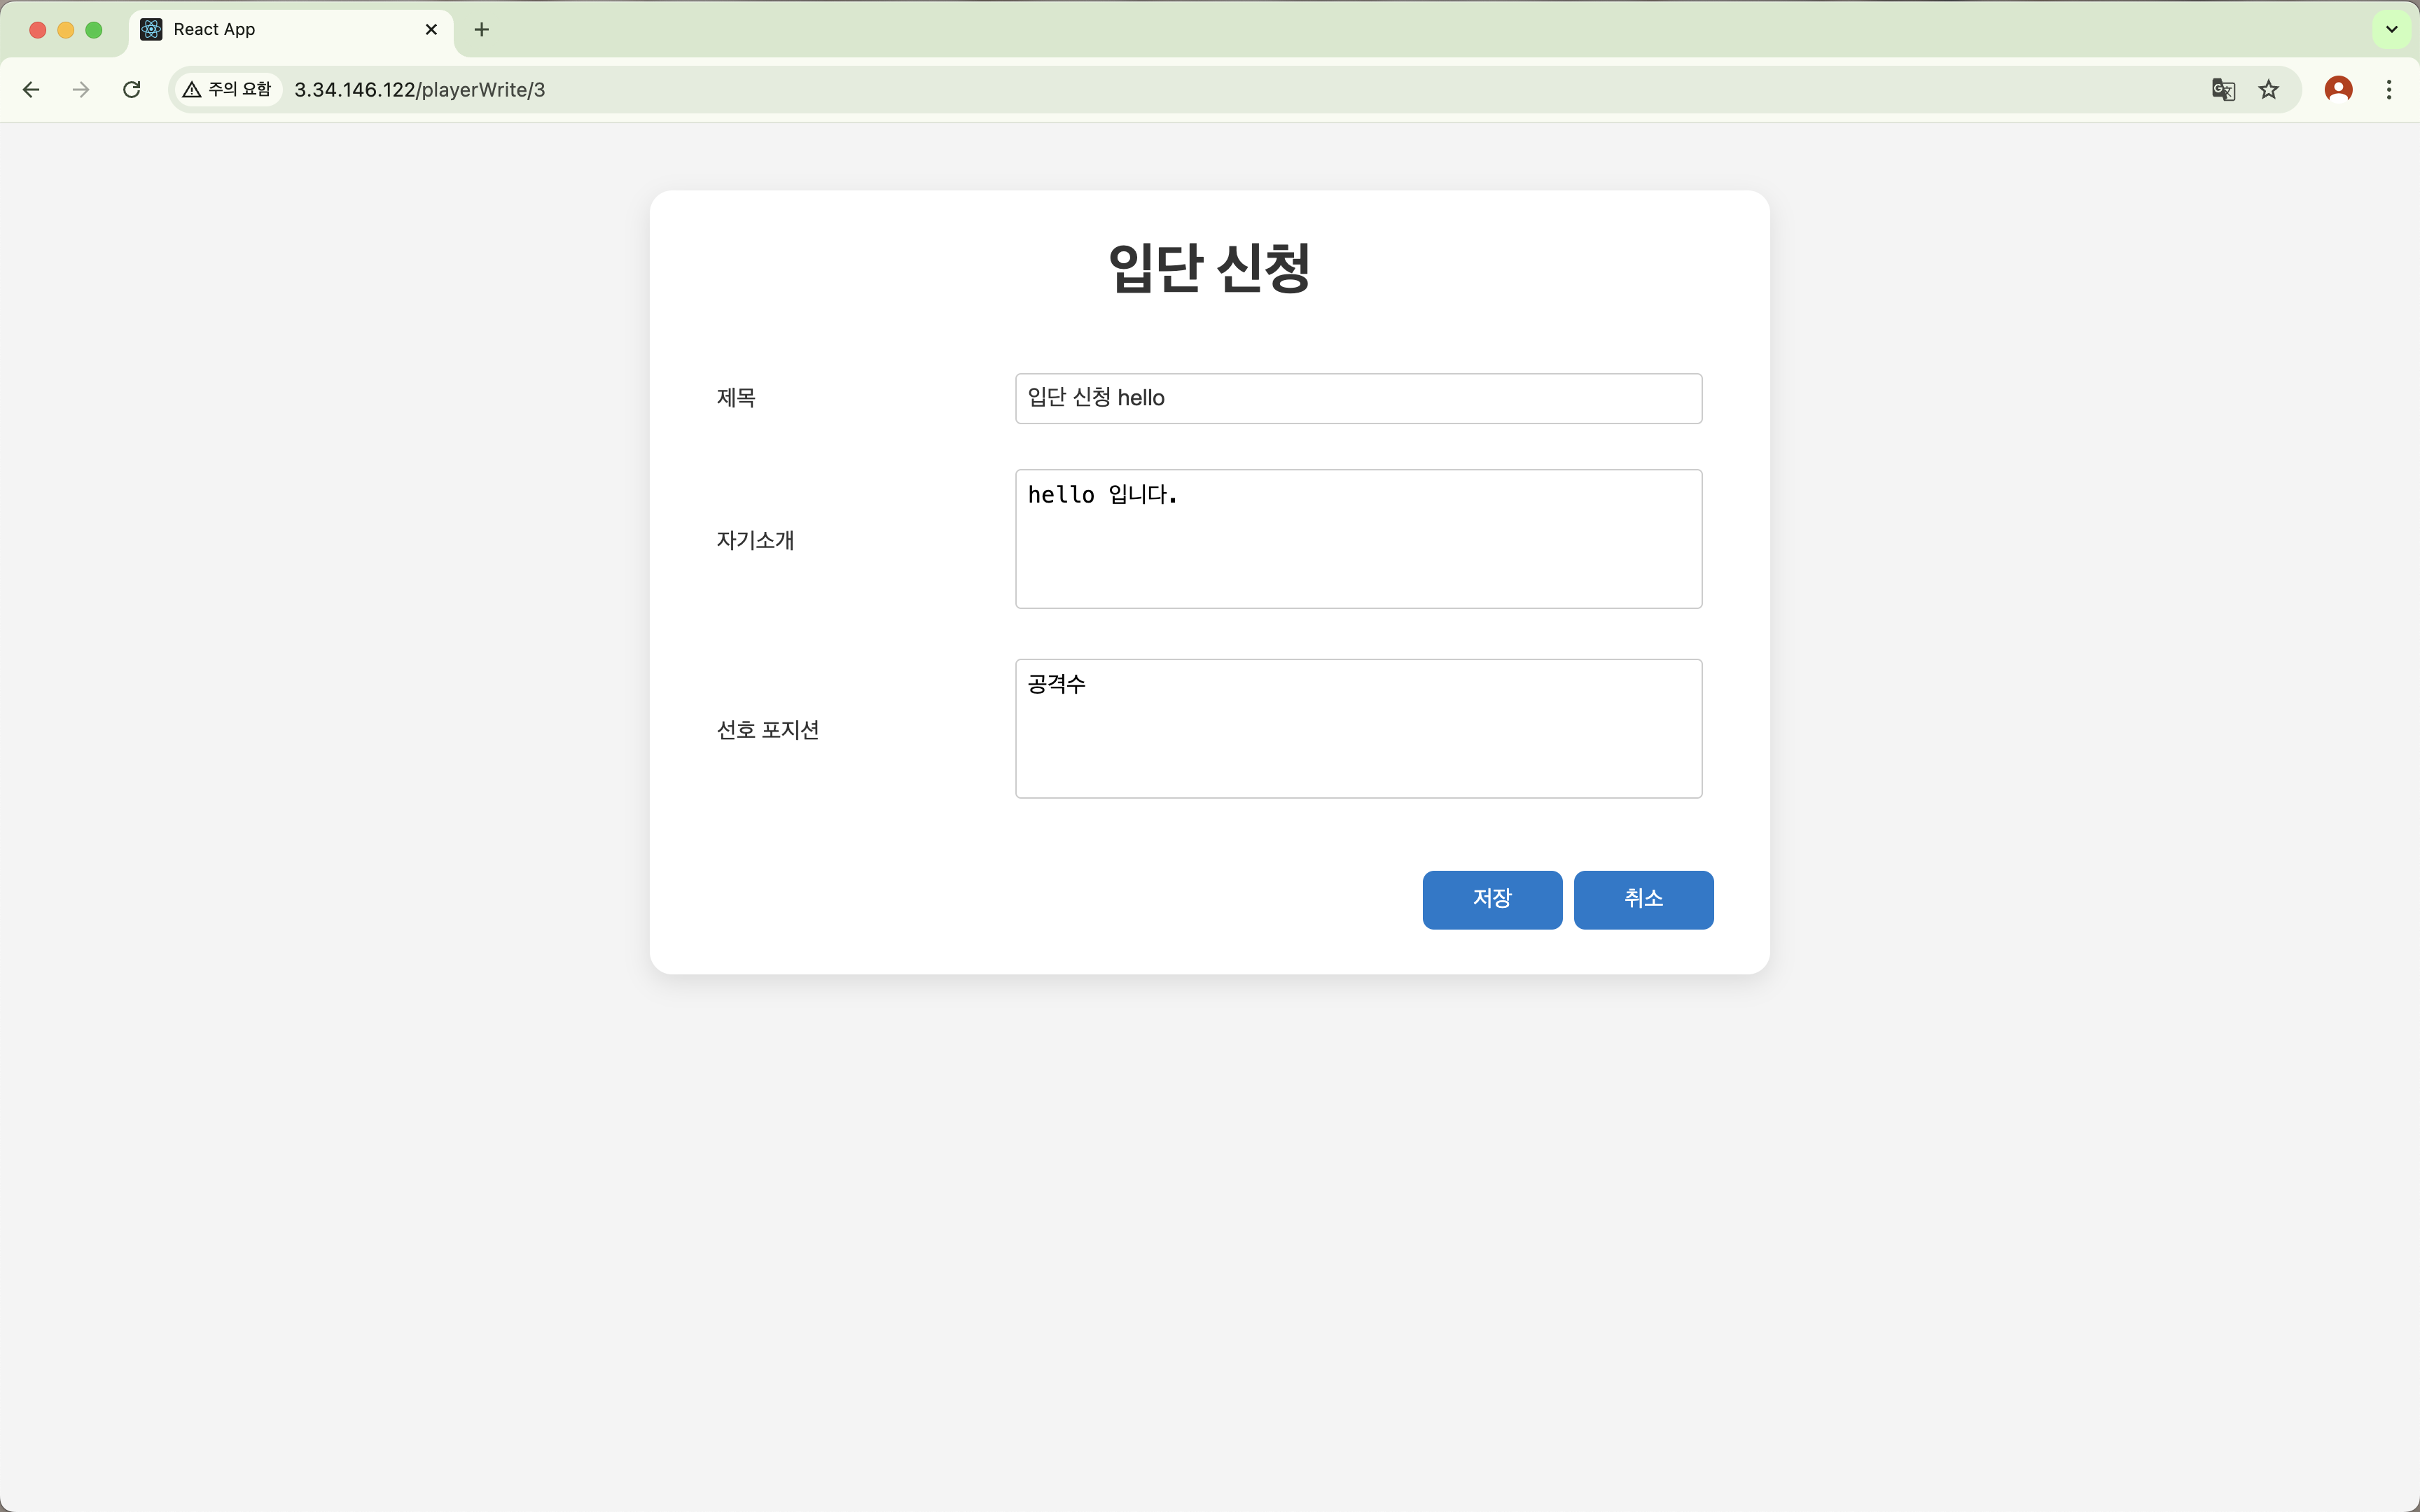 React App
주의 요함 3.34.146.122/playerWrite/3
입단 신청
제목
입단 신청 hello
자기소개
hello 입니다.
선호 포지션
공격수
저장 취소